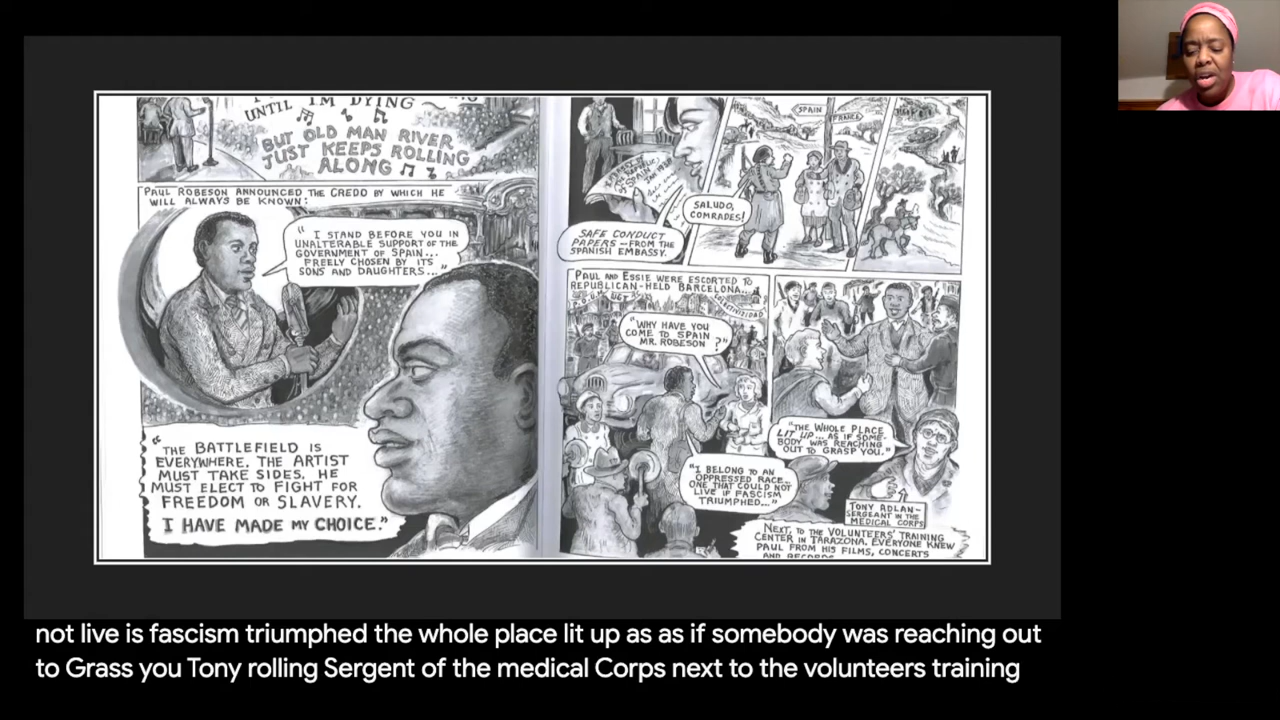 UNTIL I'M DYING
BUT OLD MAN RIVER
JUST KEEPS ROLLING
ALONG
PAUL ROBESON ANNOUNCED THE CREDO BY WHICH HE
WILL ALWAYS BE KNOWN:
"I STAND BEFORE YOU IN
UNALTERABLE SUPPORT OF THE
GOVERNMENT OF SPAIN...
FREELY CHOSEN BY ITS
SONS AND DAUGHTERS..."
"THE BATTLEFIELD IS
EVERYWHERE. THE ARTIST
MUST TAKE SIDES. HE
MUST ELECT TO FIGHT FOR
FREEDOM OR SLAVERY.
I HAVE MADE MY CHOICE."
SAFE CONDUCT
PAPERS—FROM THE
SPANISH EMBASSY.
SPAIN
FRANCE
SALUDO,
COMRADES!
PAUL AND ESSIE WERE ESCORTED TO
REPUBLICAN-HELD BARCELONA...
P.O.U.M UGT
COLECTIVIDAD
"WHY HAVE YOU
COME TO SPAIN
MR. ROBESON ?"
"I BELONG TO AN
OPPRESSED RACE...
ONE THAT COULD NOT
LIVE IF FASCISM
TRIUMPHED..."
"THE WHOLE PLACE
LIT UP... AS IF SOME-
BODY WAS REACHING
OUT TO GRASP YOU."
TONY ADLAN-
SERGEANT IN THE
MEDICAL CORPS
NEXT, TO THE VOLUNTEERS' TRAINING
CENTER IN TARAZONA. EVERYONE KNEW
PAUL FROM HIS FILMS, CONCERTS
AND RECORDS
not live is fascism triumphed the whole place lit up as as if somebody was reaching out
to Grass you Tony rolling Sergent of the medical Corps next to the volunteers training